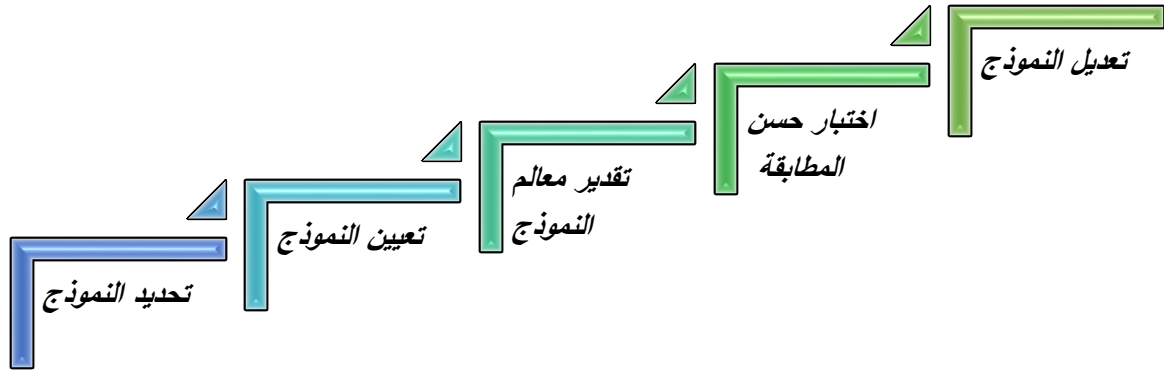 تحديد النموذج
تعيين النموذج
تقدير معالم
النموذج
اختبار حسن
المطابقة
تعديل النموذج